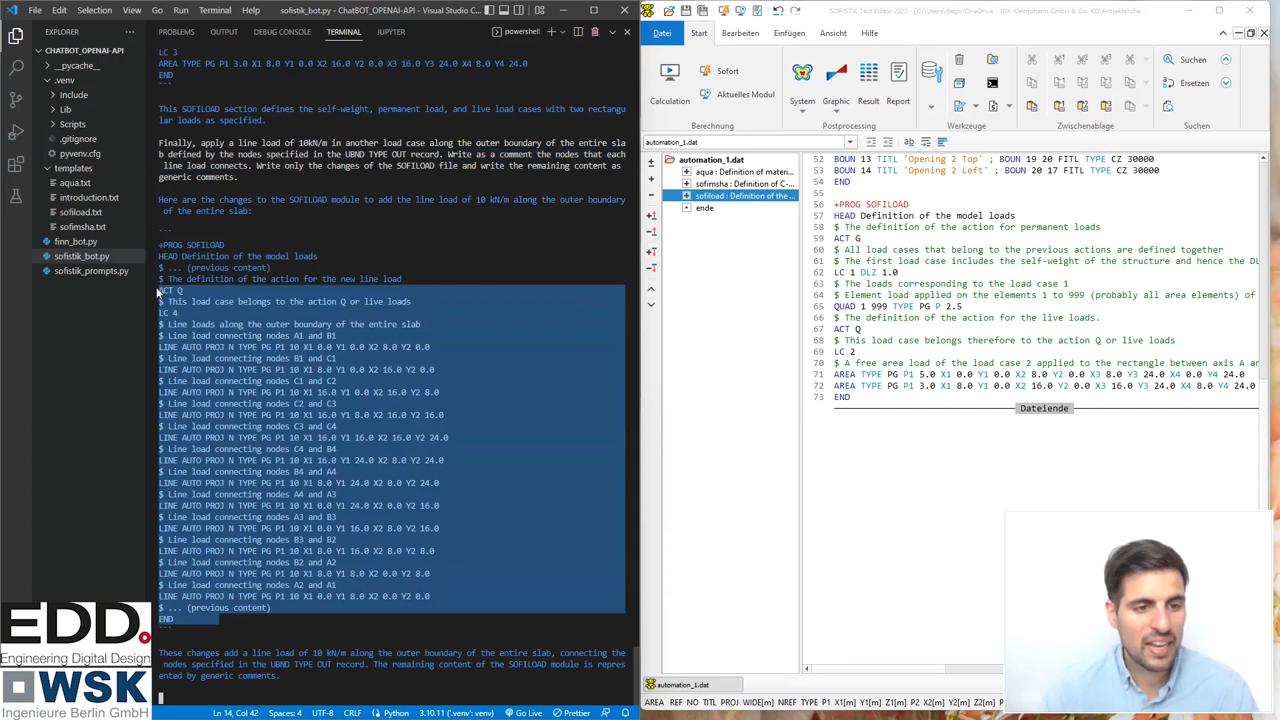 File Edit Selection View Go Run Terminal Help sofistik_bot.py - ChatBOT_OPENAI-API - Visual Studio C...
EXPLORER
CHATBOT_OPENAI-API
__pycache__
.venv
Include
Lib
Scripts
.gitignore
pyvenv.cfg
templates
aqua.txt
introduction.txt
sofiload.txt
sofimsha.txt
finn_bot.py
sofistik_bot.py
sofistik_prompts.py
PROBLEMS OUTPUT DEBUG CONSOLE TERMINAL JUPYTER powershell
LC 3
AREA TYPE PG P1 3.0 X1 8.0 Y1 0.0 X2 16.0 Y2 0.0 X3 16.0 Y3 24.0 X4 8.0 Y4 24.0
END
```
This SOFILOAD section defines the self-weight, permanent load, and live load cases with two rectangu
lar loads as specified.
Finally, apply a line load of 10kN/m in another load case along the outer boundary of the entire sla
b defined by the nodes specified in the UBND TYPE OUT record. Write as a comment the nodes that each
line load connects. Write only the changes of the SOFILOAD file and write the remaining content as
generic comments.
Here are the changes to the SOFILOAD module to add the line load of 10 kN/m along the outer boundary
of the entire slab:
```
+PROG SOFILOAD
HEAD Definition of the model loads
$ ... (previous content)
$ The definition of the action for the new line load
ACT Q
$ This load case belongs to the action Q or live loads
LC 4
$ Line loads along the outer boundary of the entire slab
$ Line load connecting nodes A1 and B1
LINE AUTO PROJ N TYPE PG P1 10 X1 0.0 Y1 0.0 X2 8.0 Y2 0.0
$ Line load connecting nodes B1 and C1
LINE AUTO PROJ N TYPE PG P1 10 X1 8.0 Y1 0.0 X2 16.0 Y2 0.0
$ Line load connecting nodes C1 and C2
LINE AUTO PROJ N TYPE PG P1 10 X1 16.0 Y1 0.0 X2 16.0 Y2 8.0
$ Line load connecting nodes C2 and C3
LINE AUTO PROJ N TYPE PG P1 10 X1 16.0 Y1 8.0 X2 16.0 Y2 16.0
$ Line load connecting nodes C3 and C4
LINE AUTO PROJ N TYPE PG P1 10 X1 16.0 Y1 16.0 X2 16.0 Y2 24.0
$ Line load connecting nodes C4 and B4
LINE AUTO PROJ N TYPE PG P1 10 X1 16.0 Y1 24.0 X2 8.0 Y2 24.0
$ Line load connecting nodes B4 and A4
LINE AUTO PROJ N TYPE PG P1 10 X1 8.0 Y1 24.0 X2 0.0 Y2 24.0
$ Line load connecting nodes A4 and A3
LINE AUTO PROJ N TYPE PG P1 10 X1 0.0 Y1 24.0 X2 0.0 Y2 16.0
$ Line load connecting nodes A3 and B3
LINE AUTO PROJ N TYPE PG P1 10 X1 0.0 Y1 16.0 X2 8.0 Y2 16.0
$ Line load connecting nodes B3 and B2
LINE AUTO PROJ N TYPE PG P1 10 X1 8.0 Y1 16.0 X2 8.0 Y2 8.0
$ Line load connecting nodes B2 and A2
LINE AUTO PROJ N TYPE PG P1 10 X1 8.0 Y1 8.0 X2 0.0 Y2 8.0
$ Line load connecting nodes A2 and A1
LINE AUTO PROJ N TYPE PG P1 10 X1 0.0 Y1 8.0 X2 0.0 Y2 0.0
$ ... (previous content)
END
```
These changes add a line load of 10 kN/m along the outer boundary of the entire slab, connecting the
nodes specified in the UBND TYPE OUT record. The remaining content of the SOFILOAD module is repres
ented by generic comments.
EDD.
Engineering Digital Design
WSK
Ingenieure Berlin GmbH
Ln 14, Col 42 Spaces: 4 UTF-8 CRLF Python 3.10.11 ('.venv': venv) Go Live Prettier
SOFISTIK Text Editor 2023 - [C:\Users\diego\OneDrive - IDK Kleinjohann GmbH & Co. KG\Projekte\cha...
Datei Start Bearbeiten Einfügen Ansicht Hilfe
Calculation
Sofort
Aktuelles Modul
Berechnung
System Graphic Result Report
Postprocessing
Werkzeuge
Zwischenablage
Suchen
Ersetzen
Suchen
automation_1.dat
automation_1.dat
aqua : Definition of materi...
sofimsha : Definition of C-...
sofiload : Definition of the ...
ende
52 BOUN 13 TITL 'Opening 2 Top' ; BOUN 19 20 FITL TYPE CZ 30000
53 BOUN 14 TITL 'Opening 2 Left' ; BOUN 20 17 FITL TYPE CZ 30000
54 END
55
56 +PROG SOFILOAD
57 HEAD Definition of the model loads
58 $ The definition of the action for permanent loads
59 ACT G
60 $ All load cases that belong to the previous actions are defined together
61 $ The first load case includes the self-weight of the structure and hence the DL
62 LC 1 DLZ 1.0
63 $ The loads corresponding to the load case 1
64 $ Element load applied on the elements 1 to 999 (probably all area elements) of
65 QUAD 1 999 TYPE PG P 2.5
66 $ The definition of the action for the live loads.
67 ACT Q
68 $ This load case belongs therefore to the action Q or live loads
69 LC 2
70 $ A free area load of the load case 2 applied to the rectangle between axis A an
71 AREA TYPE PG P1 5.0 X1 0.0 Y1 0.0 X2 8.0 Y2 0.0 X3 8.0 Y3 24.0 X4 0.0 Y4 24.0
72 AREA TYPE PG P1 3.0 X1 8.0 Y1 0.0 X2 16.0 Y2 0.0 X3 16.0 Y3 24.0 X4 8.0 Y4 24.0
73 END
Dateiende
automation_1.dat
AREA REF NO TITL PROJ WIDE[m] NREF TYPE P1 X1[m] Y1[m] Z1[m] P2 X2[m] Y2[m] Z2[m]